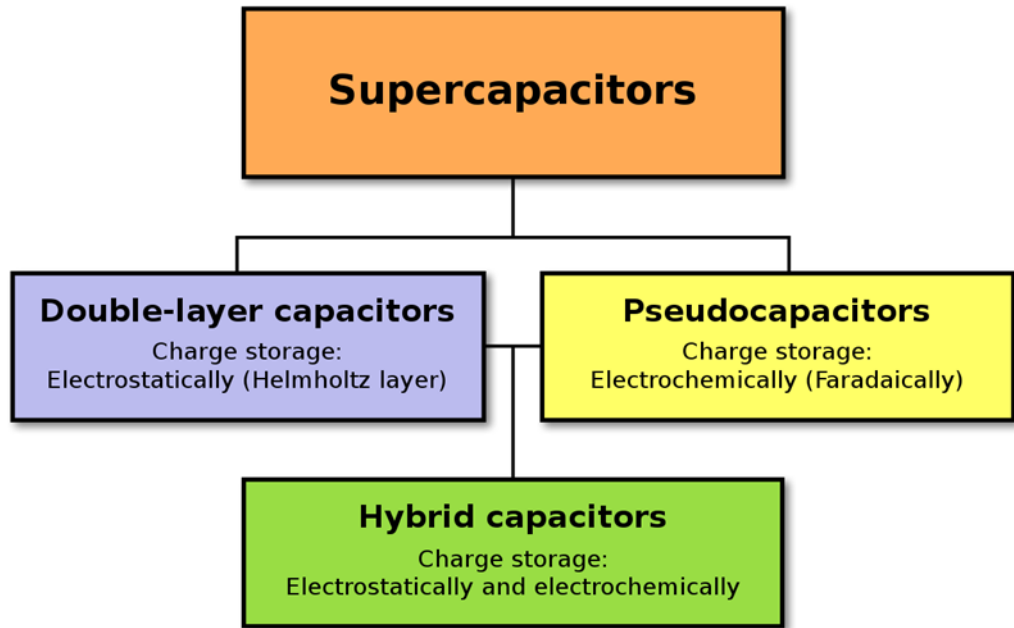 Supercapacitors
Double-layer capacitors
Charge storage:
Electrostatically (Helmholtz layer)
Pseudocapacitors
Charge storage:
Electrochemically (Faradaically)
Hybrid capacitors
Charge storage:
Electrostatically and electrochemically